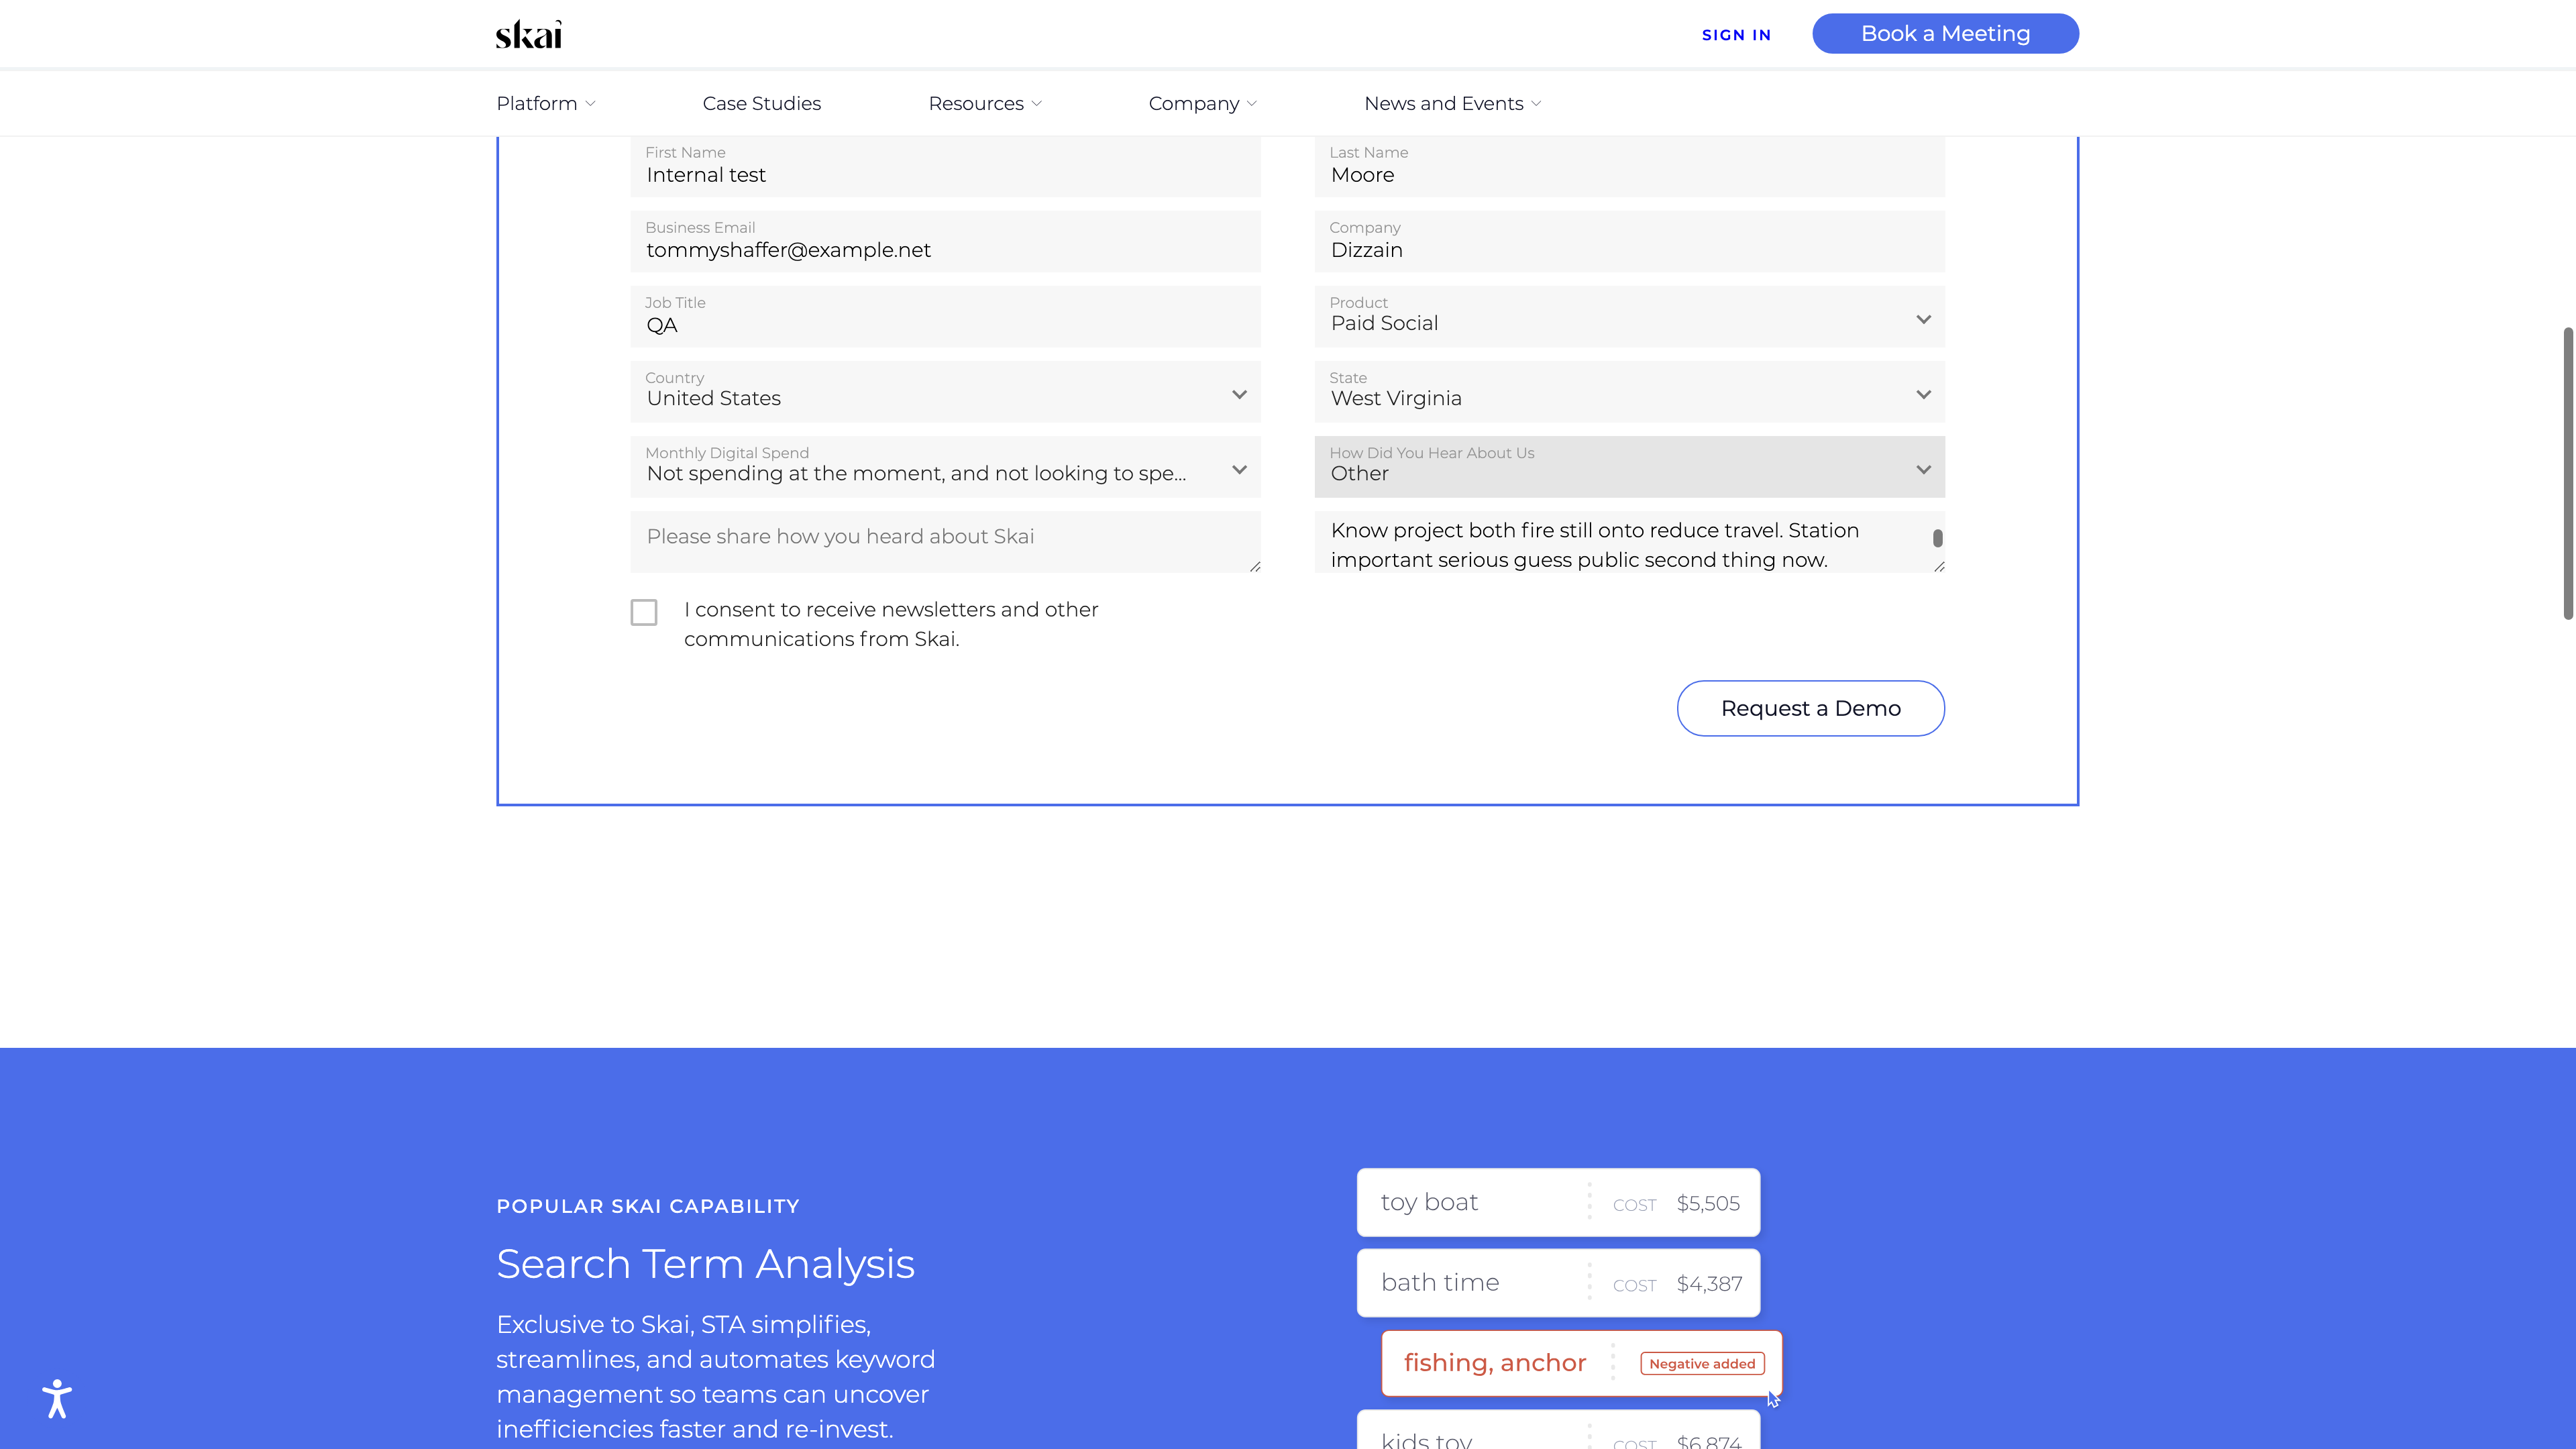 skai
SIGN IN
Book a Meeting
Platform
Case Studies
Resources
Company
News and Events
First Name
Internal test
Last Name
Moore
Business Email
tommyshaffer@example.net
Company
Dizzain
Job Title
QA
Product
Paid Social
Country
United States
State
West Virginia
Monthly Digital Spend
Not spending at the moment, and not looking to spe...
How Did You Hear About Us
Other
Please share how you heard about Skai
Know project both fire still onto reduce travel. Station
important serious guess public second thing now.
I consent to receive newsletters and other
communications from Skai.
Request a Demo
POPULAR SKAI CAPABILITY
Search Term Analysis
Exclusive to Skai, STA simplifies,
streamlines, and automates keyword
management so teams can uncover
inefficiencies faster and re-invest.
toy boat COST $5,505
bath time COST $4,387
fishing, anchor Negative added
kids toy COST $6,874